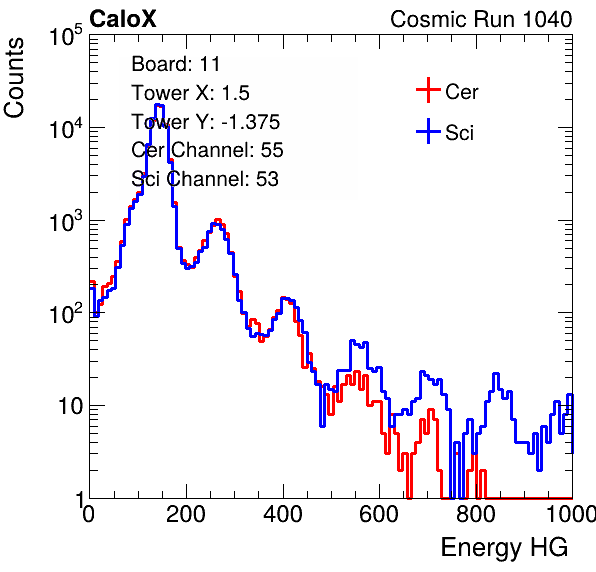 CaloX Cosmic Run 1040
Counts
10^5
10^4
10^3
10^2
10
1
Board: 11
Tower X: 1.5
Tower Y: -1.375
Cer Channel: 55
Sci Channel: 53
Cer
Sci
0 200 400 600 800 1000
Energy HG